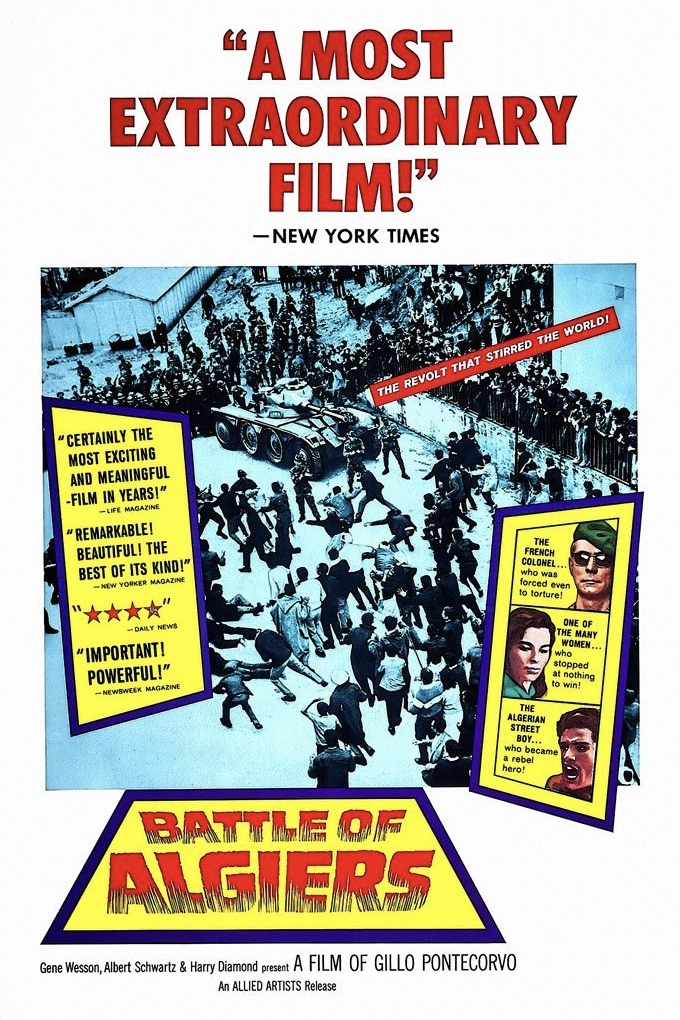 “A MOST
EXTRAORDINARY
FILM!”
—NEW YORK TIMES
THE REVOLT THAT STIRRED THE WORLD!
“CERTAINLY THE
MOST EXCITING
AND MEANINGFUL
-FILM IN YEARS!”
—LIFE MAGAZINE
“REMARKABLE!
BEAUTIFUL! THE
BEST OF ITS KIND!”
—NEW YORKER MAGAZINE
“★★★½”
—DAILY NEWS
“IMPORTANT!
POWERFUL!”
—NEWSWEEK MAGAZINE
THE
FRENCH
COLONEL...
who was
forced even
to torture!
ONE OF
THE MANY
WOMEN...
who
stopped
at nothing
to win!
THE
ALGERIAN
STREET
BOY...
who became
a rebel
hero!
BATTLE OF
ALGIERS
Gene Wesson, Albert Schwartz & Harry Diamond present A FILM OF GILLO PONTECORVO
An ALLIED ARTISTS Release